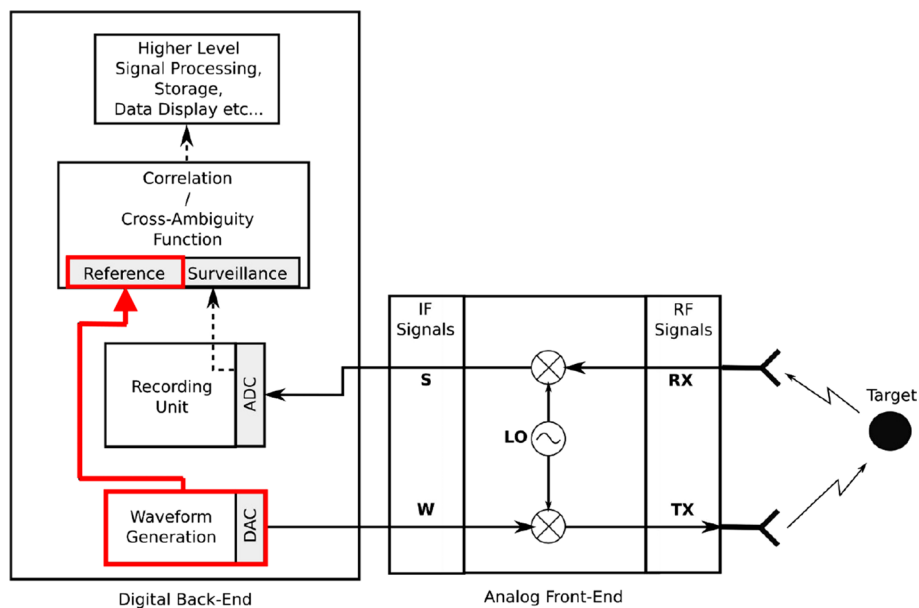 Higher Level
Signal Processing,
Storage,
Data Display etc...
Correlation
/
Cross-Ambiguity
Function
Reference
Surveillance
Recording
Unit
ADC
Waveform
Generation
DAC
Digital Back-End
IF
Signals
RF
Signals
S
RX
LO
W
TX
Analog Front-End
Target